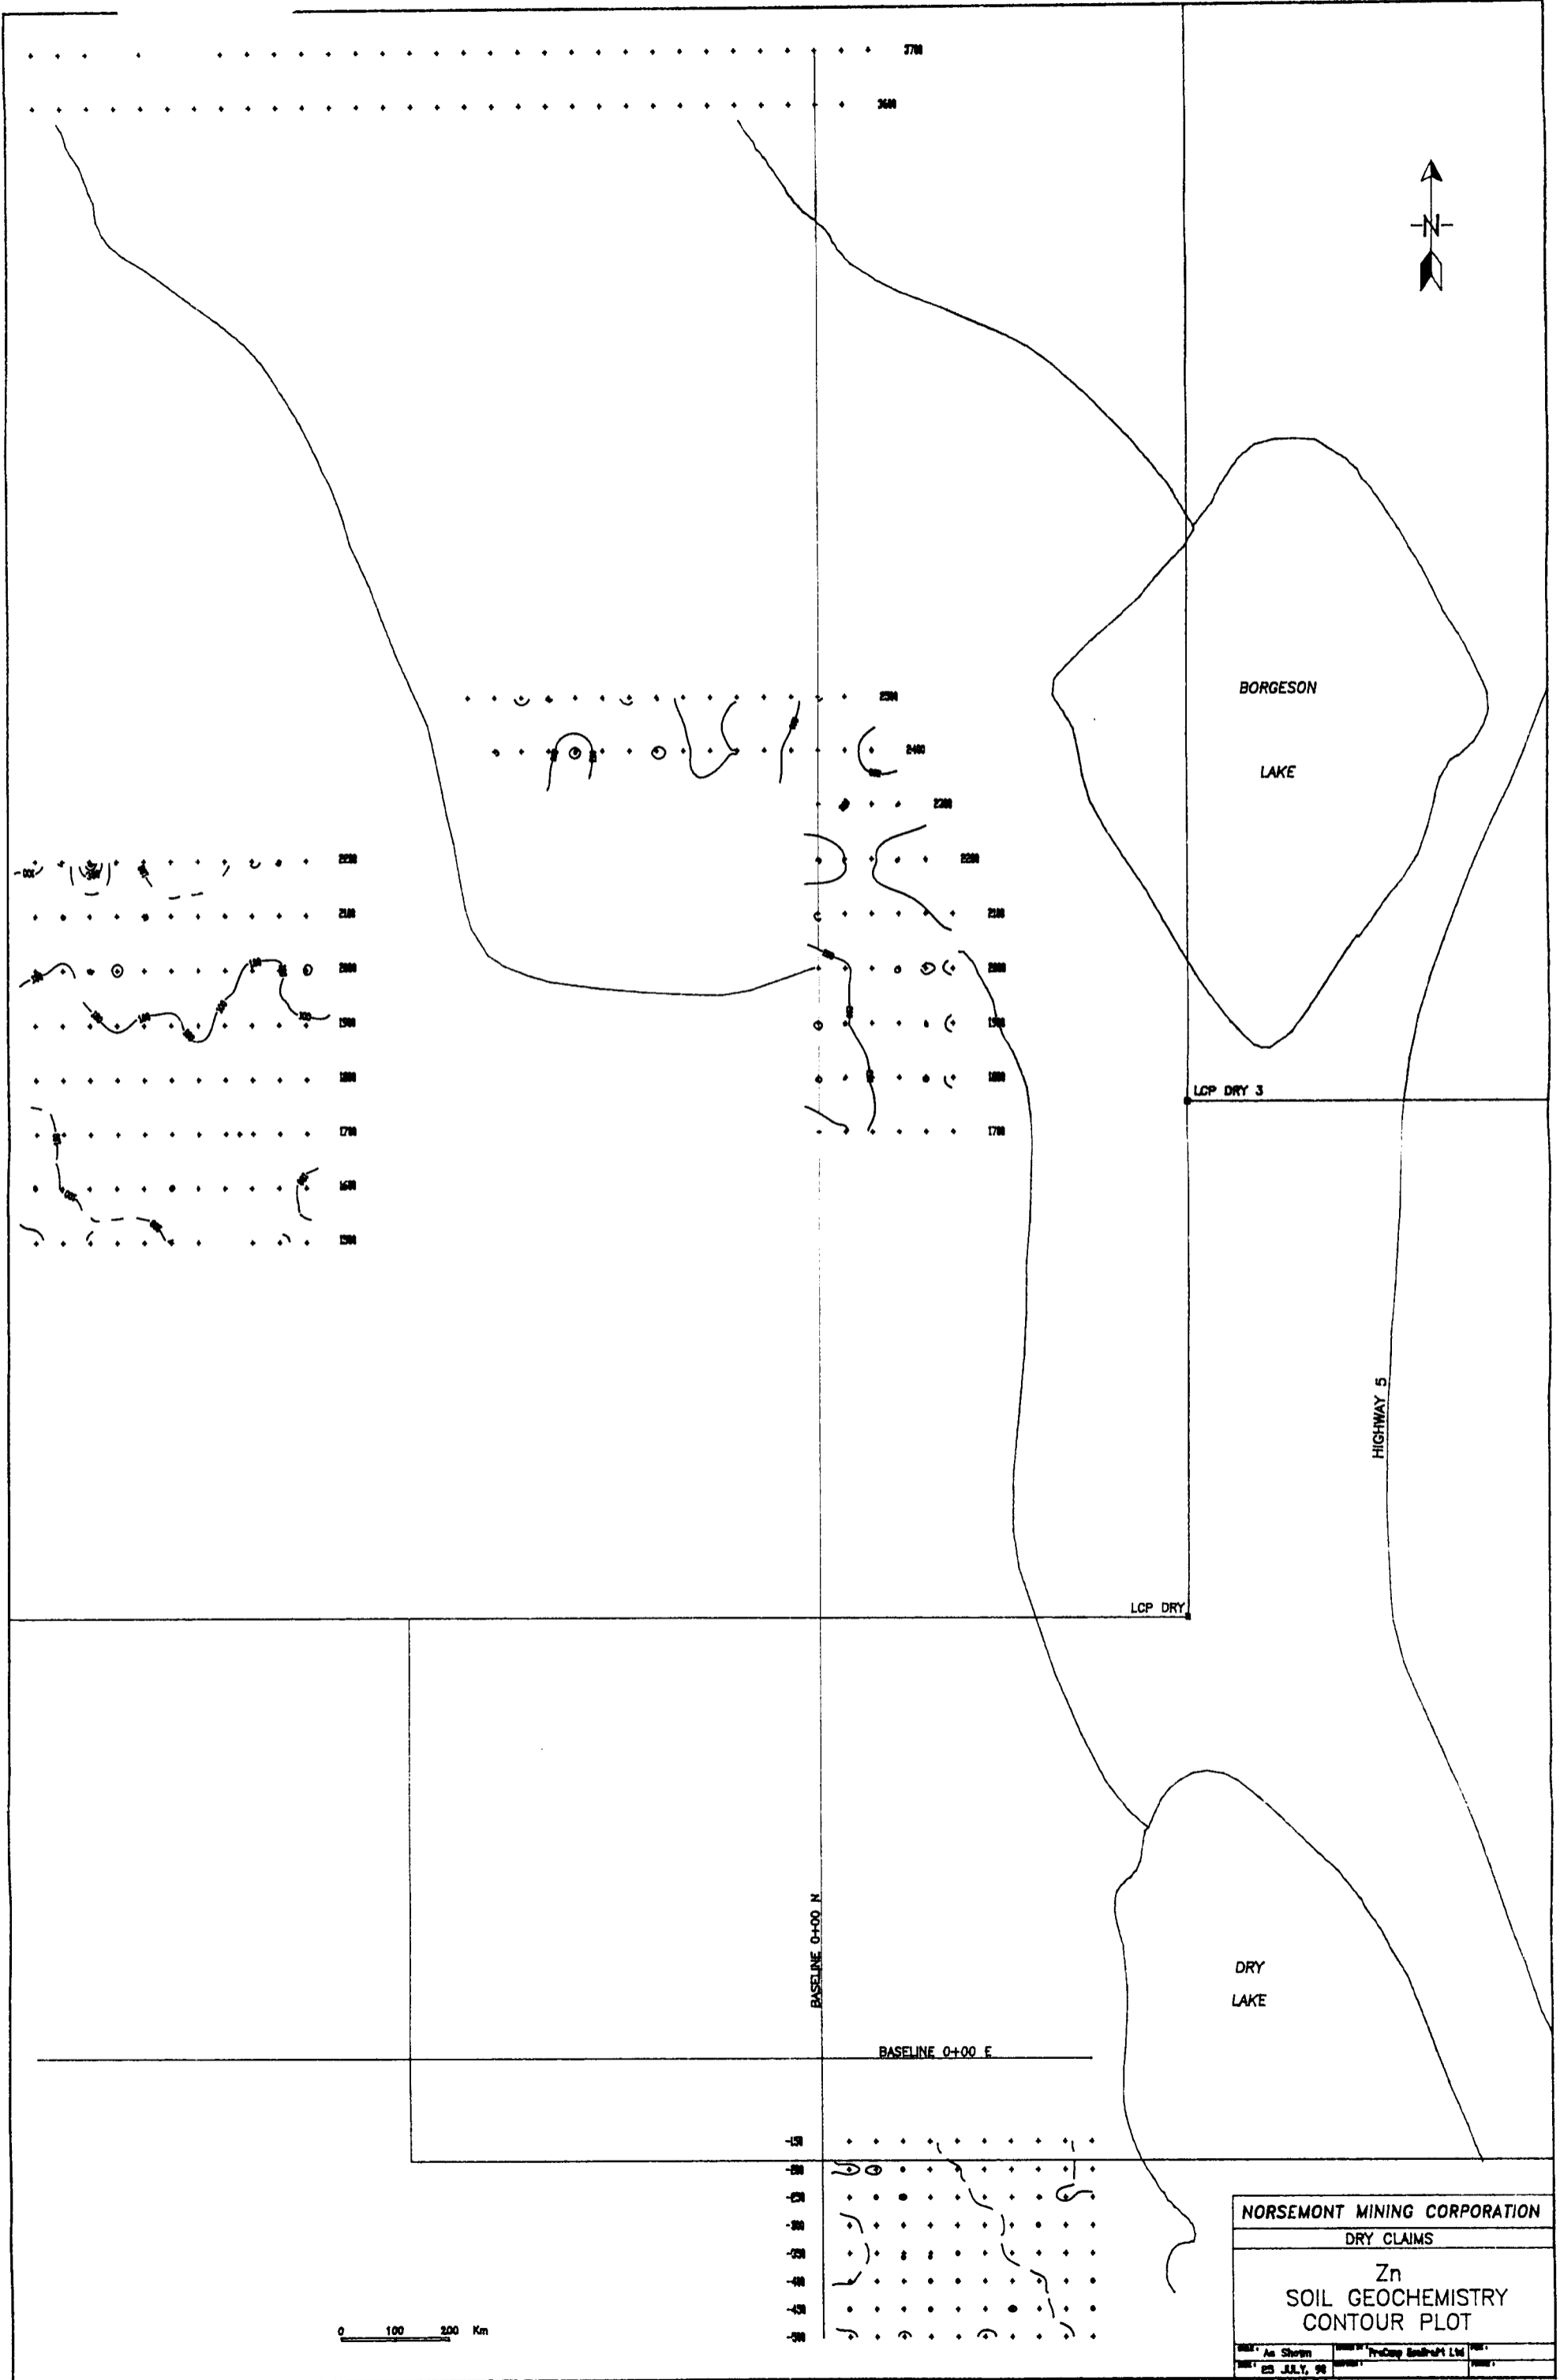 3700
3600
N
2500
2400
2300
2200
2100
2000
1900
1800
1700
2200
2100
2000
1900
1800
1700
1600
1500
BORGESON
LAKE
LCP DRY 3
HIGHWAY 5
LCP DRY
BASELINE 0+00 N
DRY
LAKE
BASELINE 0+00 E
-150
-200
-250
-300
-350
-400
-450
-500
0 100 200 Km
NORSEMONT MINING CORPORATION
DRY CLAIMS
Zn
SOIL GEOCHEMISTRY
CONTOUR PLOT
As Shown
25 JULY, 90